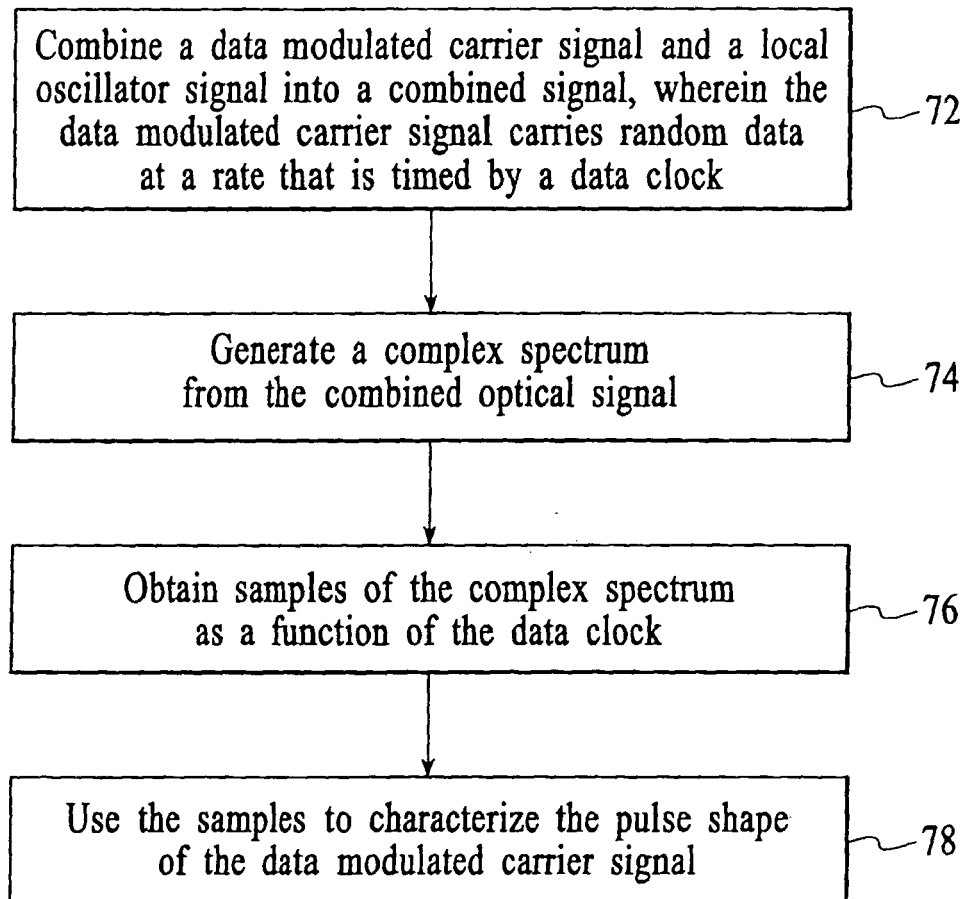 Combine a data modulated carrier signal and a local
oscillator signal into a combined signal, wherein the
data modulated carrier signal carries random data
at a rate that is timed by a data clock
72
Generate a complex spectrum
from the combined optical signal
74
Obtain samples of the complex spectrum
as a function of the data clock
76
Use the samples to characterize the pulse shape
of the data modulated carrier signal
78